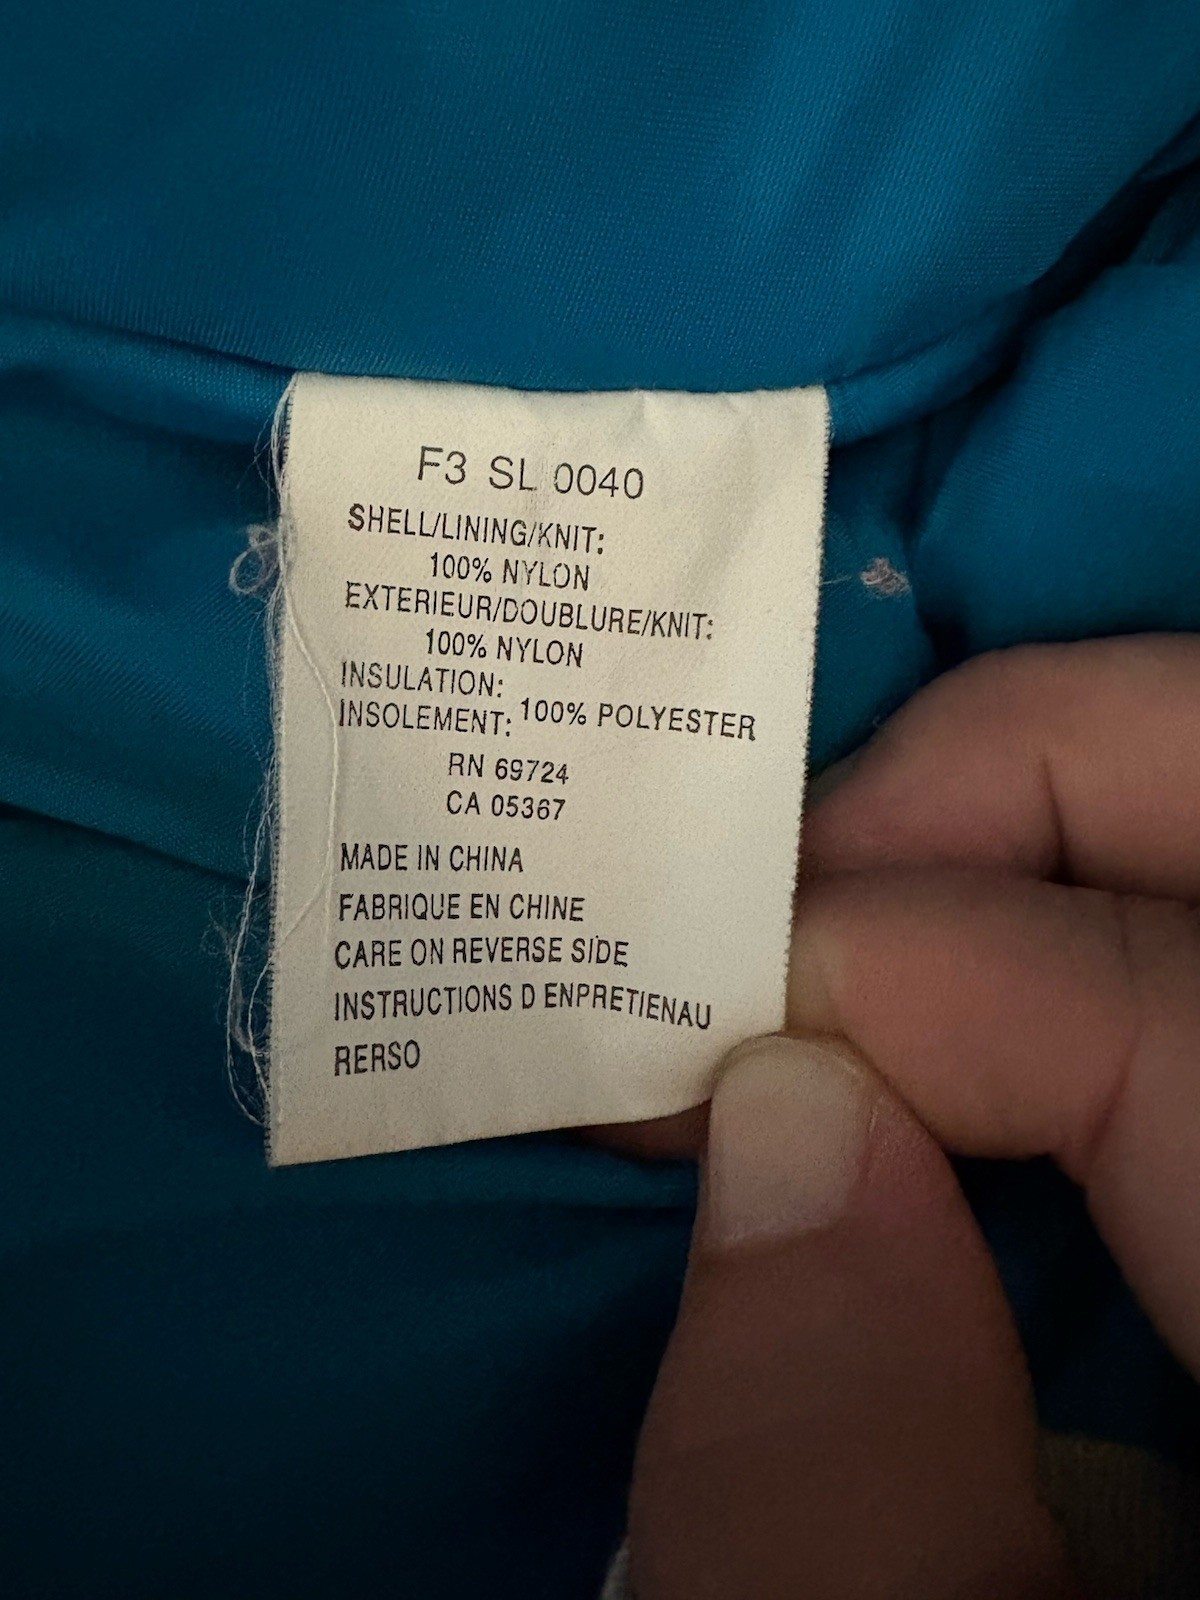 F3 SL 0040
SHELL/LINING/KNIT:
100% NYLON
EXTERIEUR/DOUBLURE/KNIT:
100% NYLON
INSULATION:
INSOLEMENT: 100% POLYESTER
RN 69724
CA 05367
MADE IN CHINA
FABRIQUE EN CHINE
CARE ON REVERSE SIDE
INSTRUCTIONS D ENPRETIENAU
RERSO